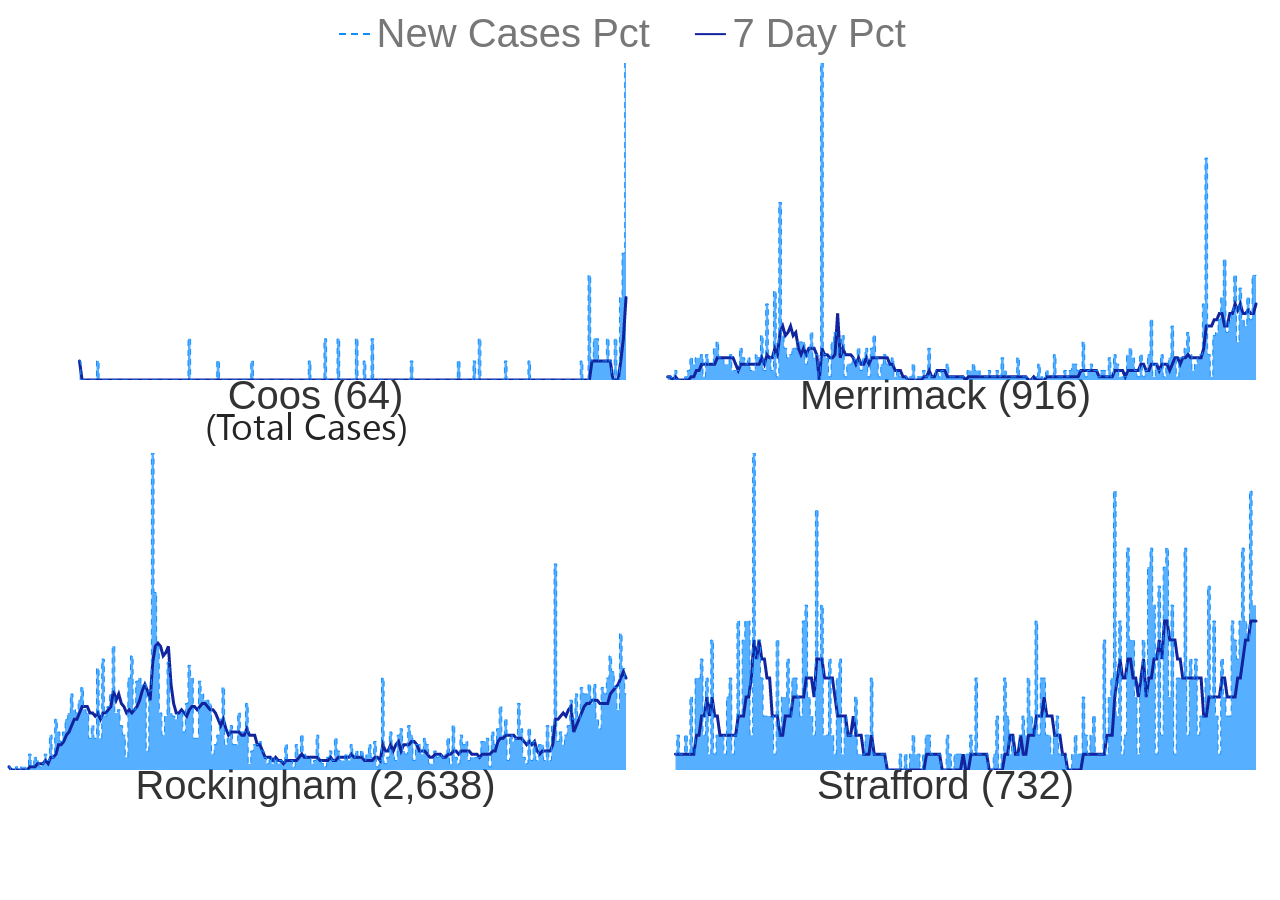 New Cases Pct 7 Day Pct
Coos (64) Merrimack (916)
(Total Cases)
Rockingham (2,638) Strafford (732)